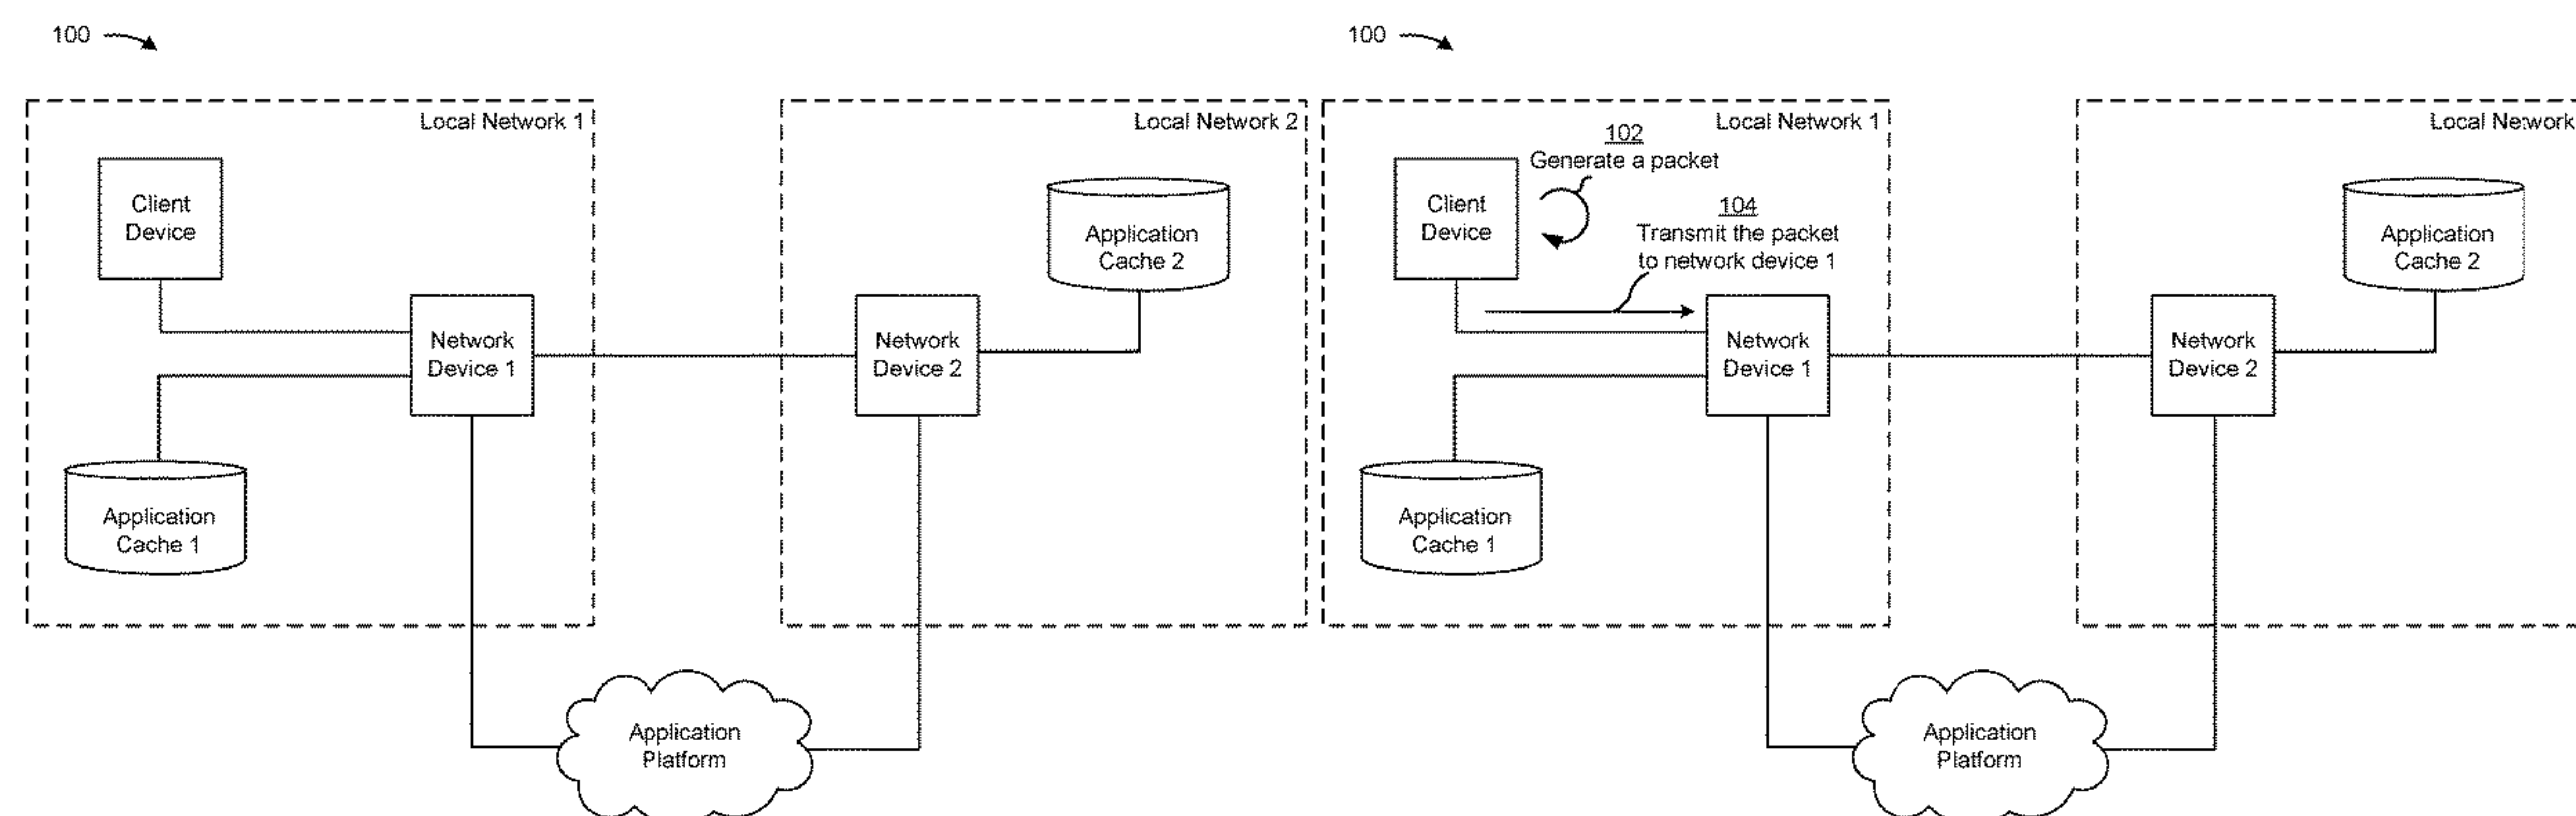 100
Local Network 1
Client
Device
Network
Device 1
Application
Cache 1
Local Network 2
Application
Cache 2
Network
Device 2
Application
Platform
100
Local Network 1
102
Generate a packet
Client
Device
104
Transmit the packet
to network device 1
Network
Device 1
Application
Cache 1
Local Network
Application
Cache 2
Network
Device 2
Application
Platform